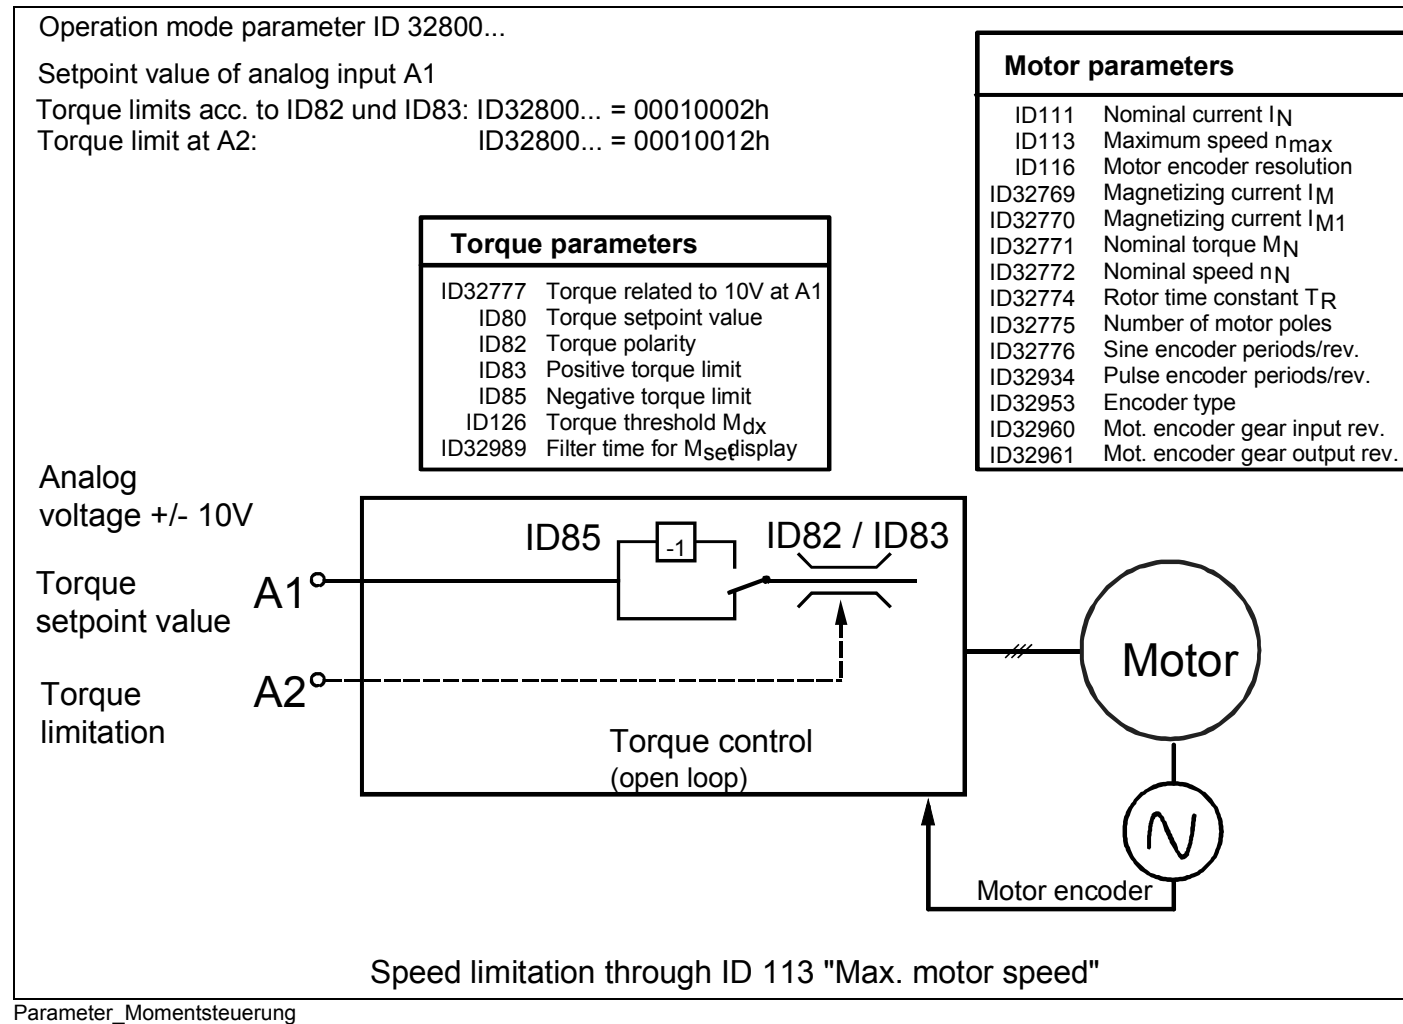 Operation mode parameter ID 32800...
Setpoint value of analog input A1
Torque limits acc. to ID82 und ID83: ID32800... = 00010002h
Torque limit at A2: ID32800... = 00010012h
Motor parameters
ID111 Nominal current IN
ID113 Maximum speed nmax
ID116 Motor encoder resolution
ID32769 Magnetizing current IM
ID32770 Magnetizing current IM1
ID32771 Nominal torque MN
ID32772 Nominal speed nN
ID32774 Rotor time constant TR
ID32775 Number of motor poles
ID32776 Sine encoder periods/rev.
ID32934 Pulse encoder periods/rev.
ID32953 Encoder type
ID32960 Mot. encoder gear input rev.
ID32961 Mot. encoder gear output rev.
Torque parameters
ID32777 Torque related to 10V at A1
ID80 Torque setpoint value
ID82 Torque polarity
ID83 Positive torque limit
ID85 Negative torque limit
ID126 Torque threshold Mdx
ID32989 Filter time for Msetdisplay
Analog
voltage +/- 10V
ID85
-1
ID82 / ID83
Torque
setpoint value
A1
Torque
limitation
A2
Torque control
(open loop)
Motor
N
Motor encoder
Speed limitation through ID 113 "Max. motor speed"
Parameter_Momentsteuerung